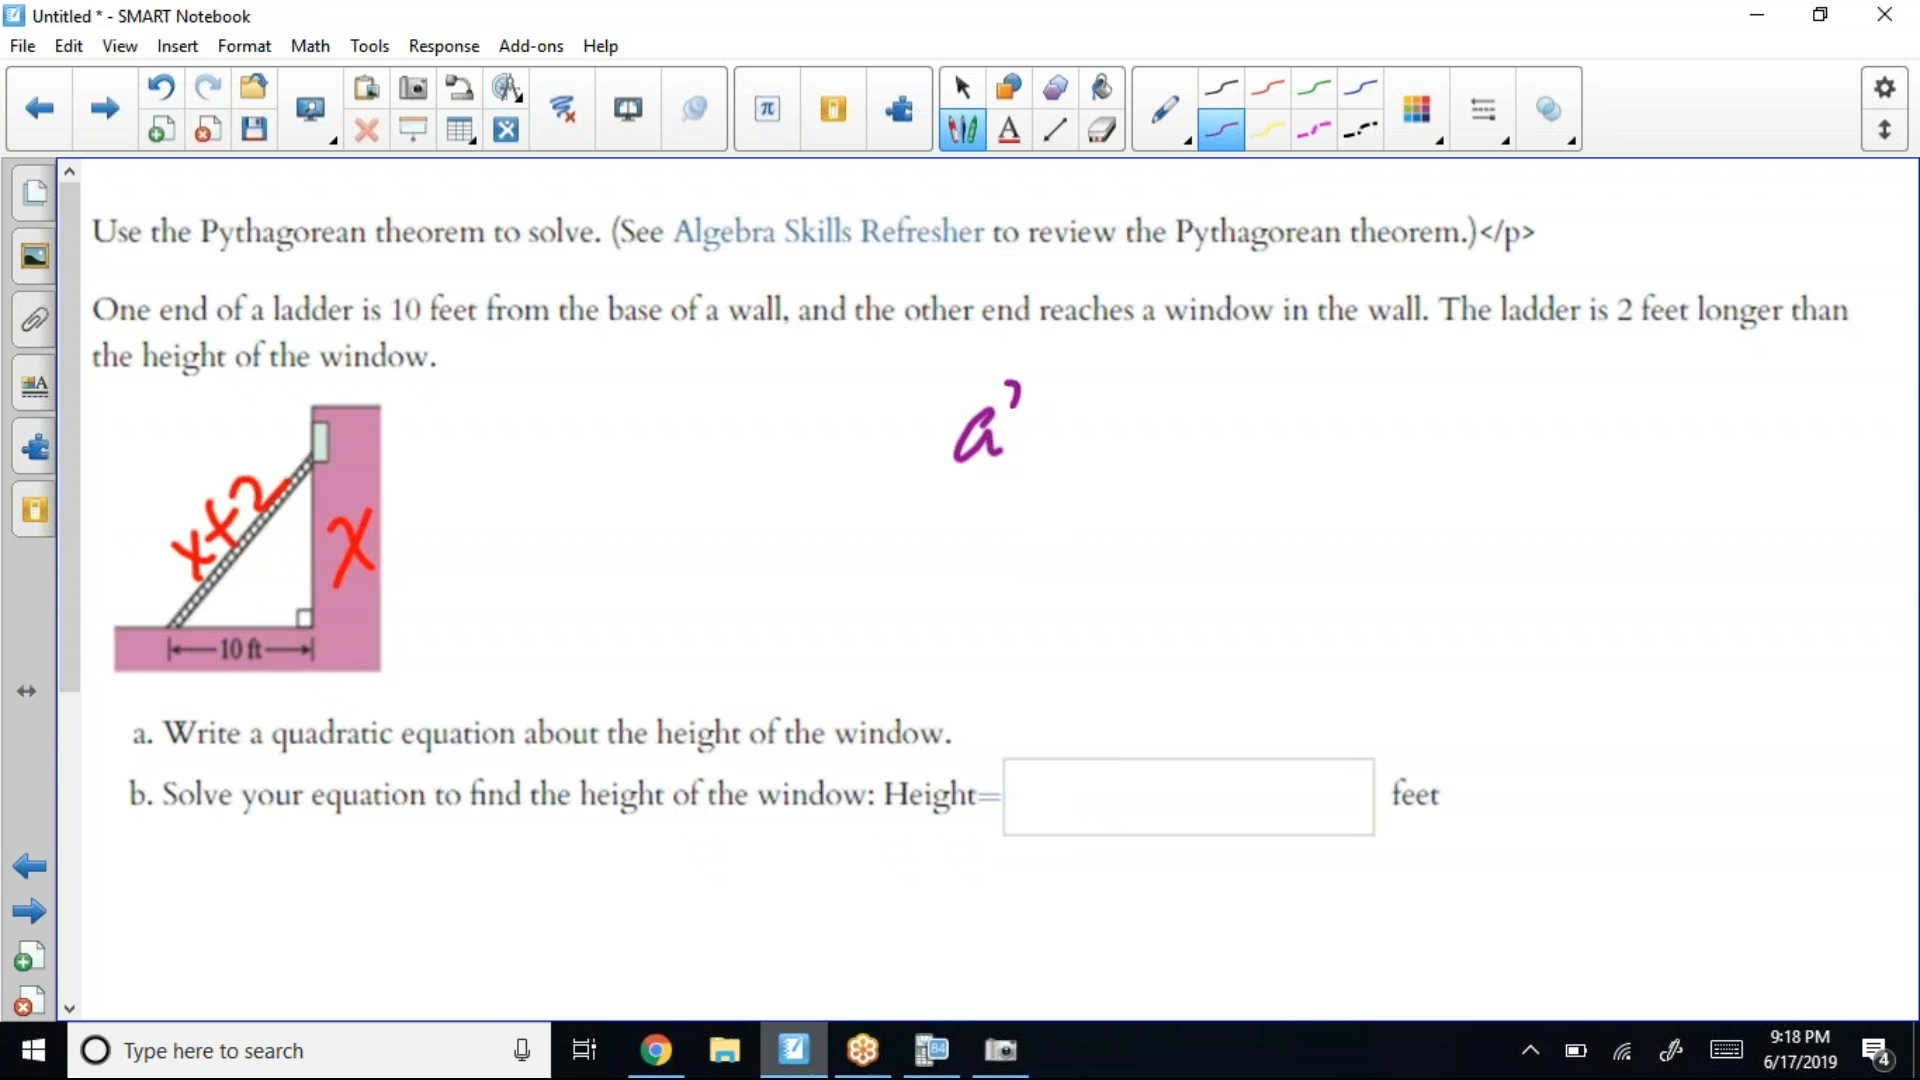 Untitled * - SMART Notebook
File Edit View Insert Format Math Tools Response Add-ons Help
π
A
Use the Pythagorean theorem to solve. (See Algebra Skills Refresher to review the Pythagorean theorem.)</p>
One end of a ladder is 10 feet from the base of a wall, and the other end reaches a window in the wall. The ladder is 2 feet longer than
the height of the window.
a
x+2
x
10 ft
a. Write a quadratic equation about the height of the window.
b. Solve your equation to find the height of the window: Height= feet
Type here to search
84
9:18 PM
6/17/2019
4